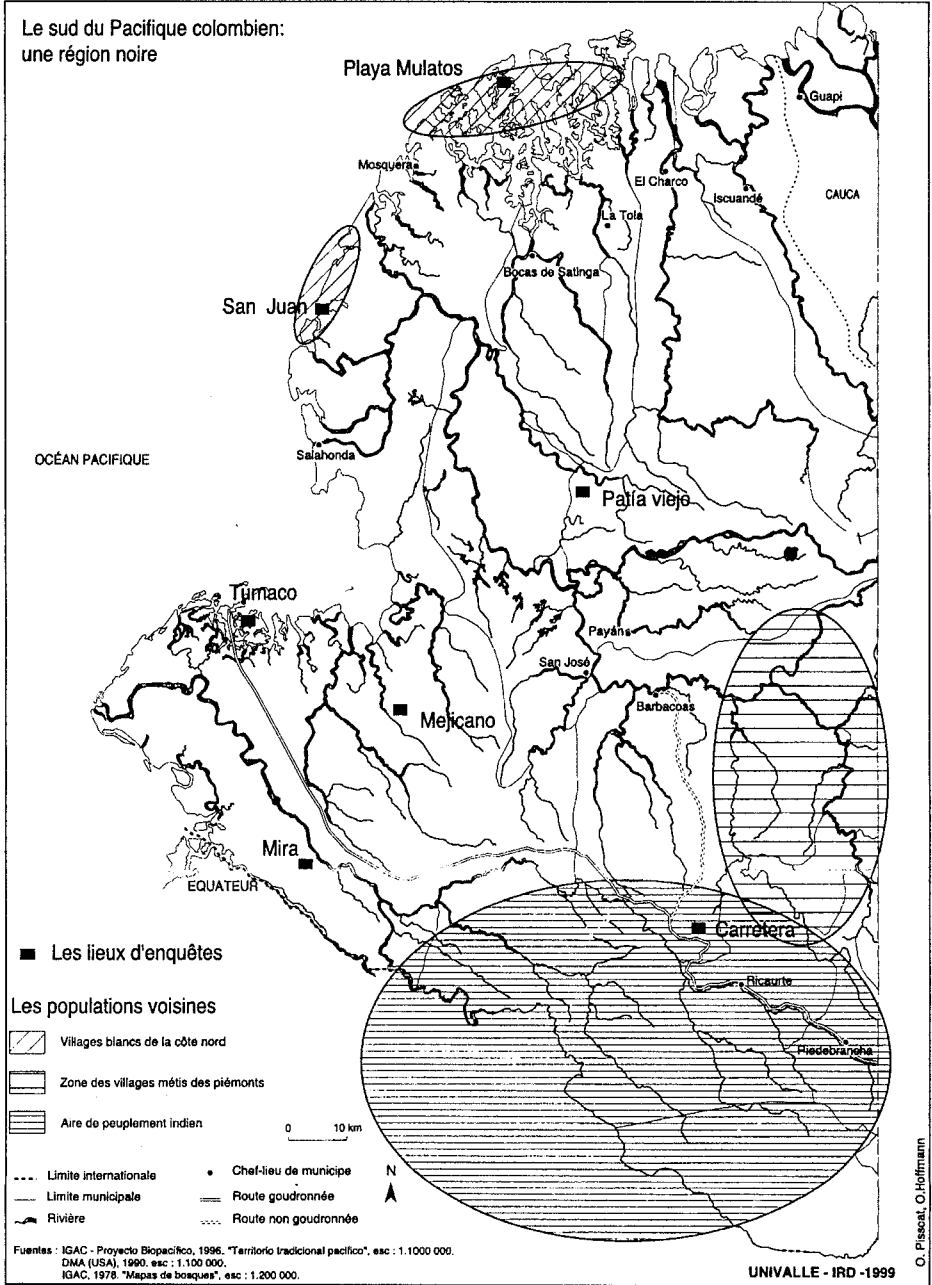 Le sud du Pacifique colombien:
une région noire
Playa Mulatos
Guapi
Mosquera
El Charco
Iscuandé
CAUCA
La Tola
Bocas de Satinga
San Juan
Salahonda
OCÉAN PACIFIQUE
Patía viejo
Tumaco
Payáns
San José
Barbacoas
Mejicano
Mira
EQUATEUR
Carretera
Ricaurte
Piedebrancha
Les lieux d'enquêtes
Les populations voisines
Villages blancs de la côte nord
Zone des villages métis des piémonts
Aire de peuplement indien
0 10 km
N
Limite internationale
Limite municipale
Rivière
Chef-lieu de municipe
Route goudronnée
Route non goudronnée
Fuentes : IGAC - Proyecto Biopacífico, 1996. "Territorio tradicional pacífico", esc : 1.1000 000.
DMA (USA), 1990. esc : 1.100 000.
IGAC, 1978. "Mapas de bosques", esc : 1.200 000.
UNIVALLE - IRD -1999
O. Pissoat, O.Hoffmann